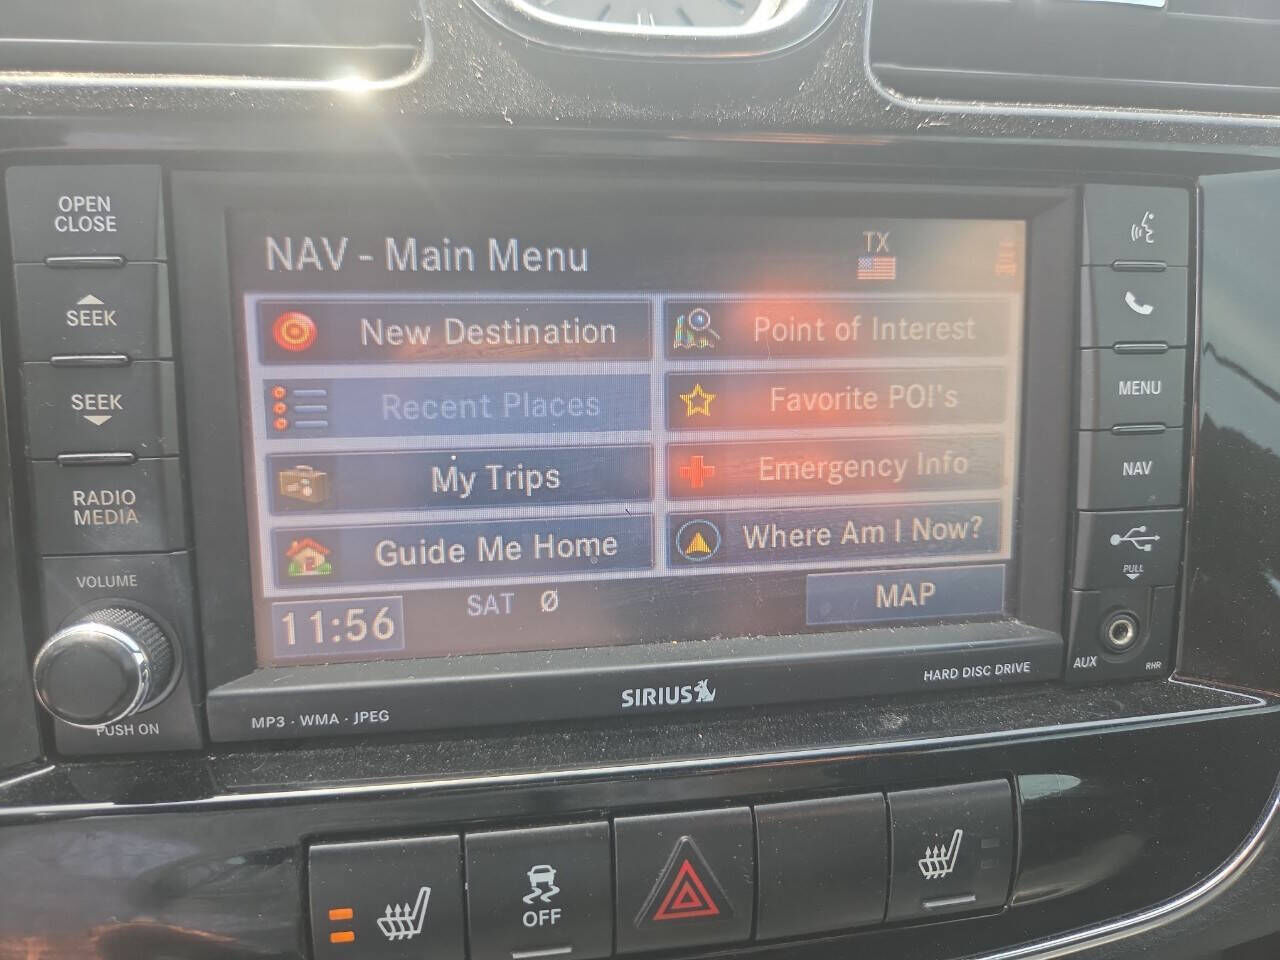 OPEN
CLOSE
SEEK
SEEK
RADIO
MEDIA
VOLUME
PUSH ON
NAV - Main Menu
TX
New Destination
Point of Interest
Recent Places
Favorite POI's
My Trips
Emergency Info
Guide Me Home
Where Am I Now?
11:56
SAT Ø
MAP
MP3 · WMA · JPEG
SIRIUS
HARD DISC DRIVE
MENU
NAV
PULL
AUX
RHR
OFF